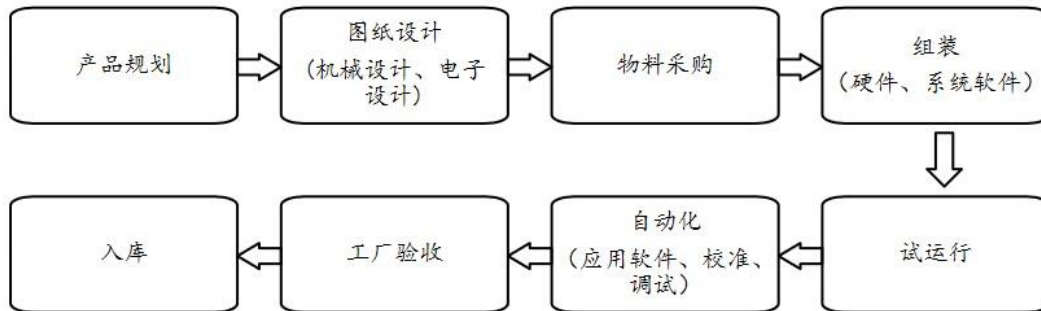 产品规划
图纸设计
(机械设计、电子
设计)
物料采购
组装
(硬件、系统软件)
入库
工厂验收
自动化
(应用软件、校准、
调试)
试运行